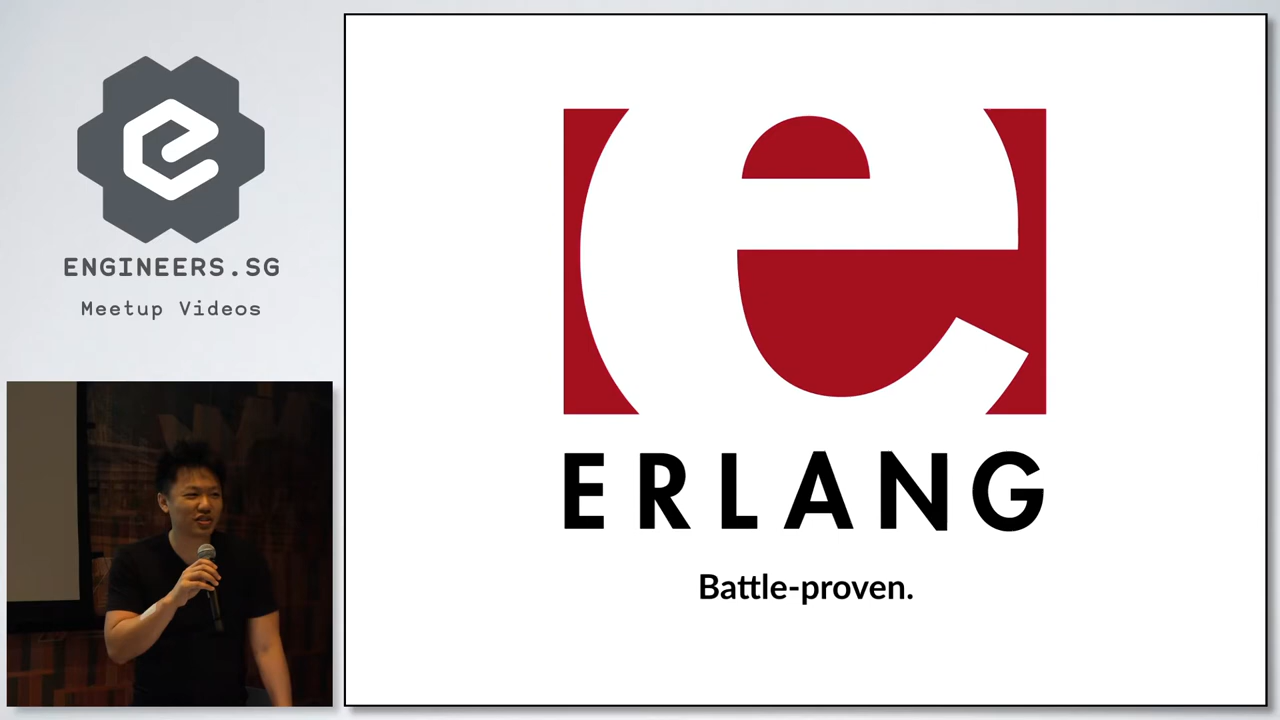 ENGINEERS.SG
Meetup Videos
e
ERLANG
Battle-proven.